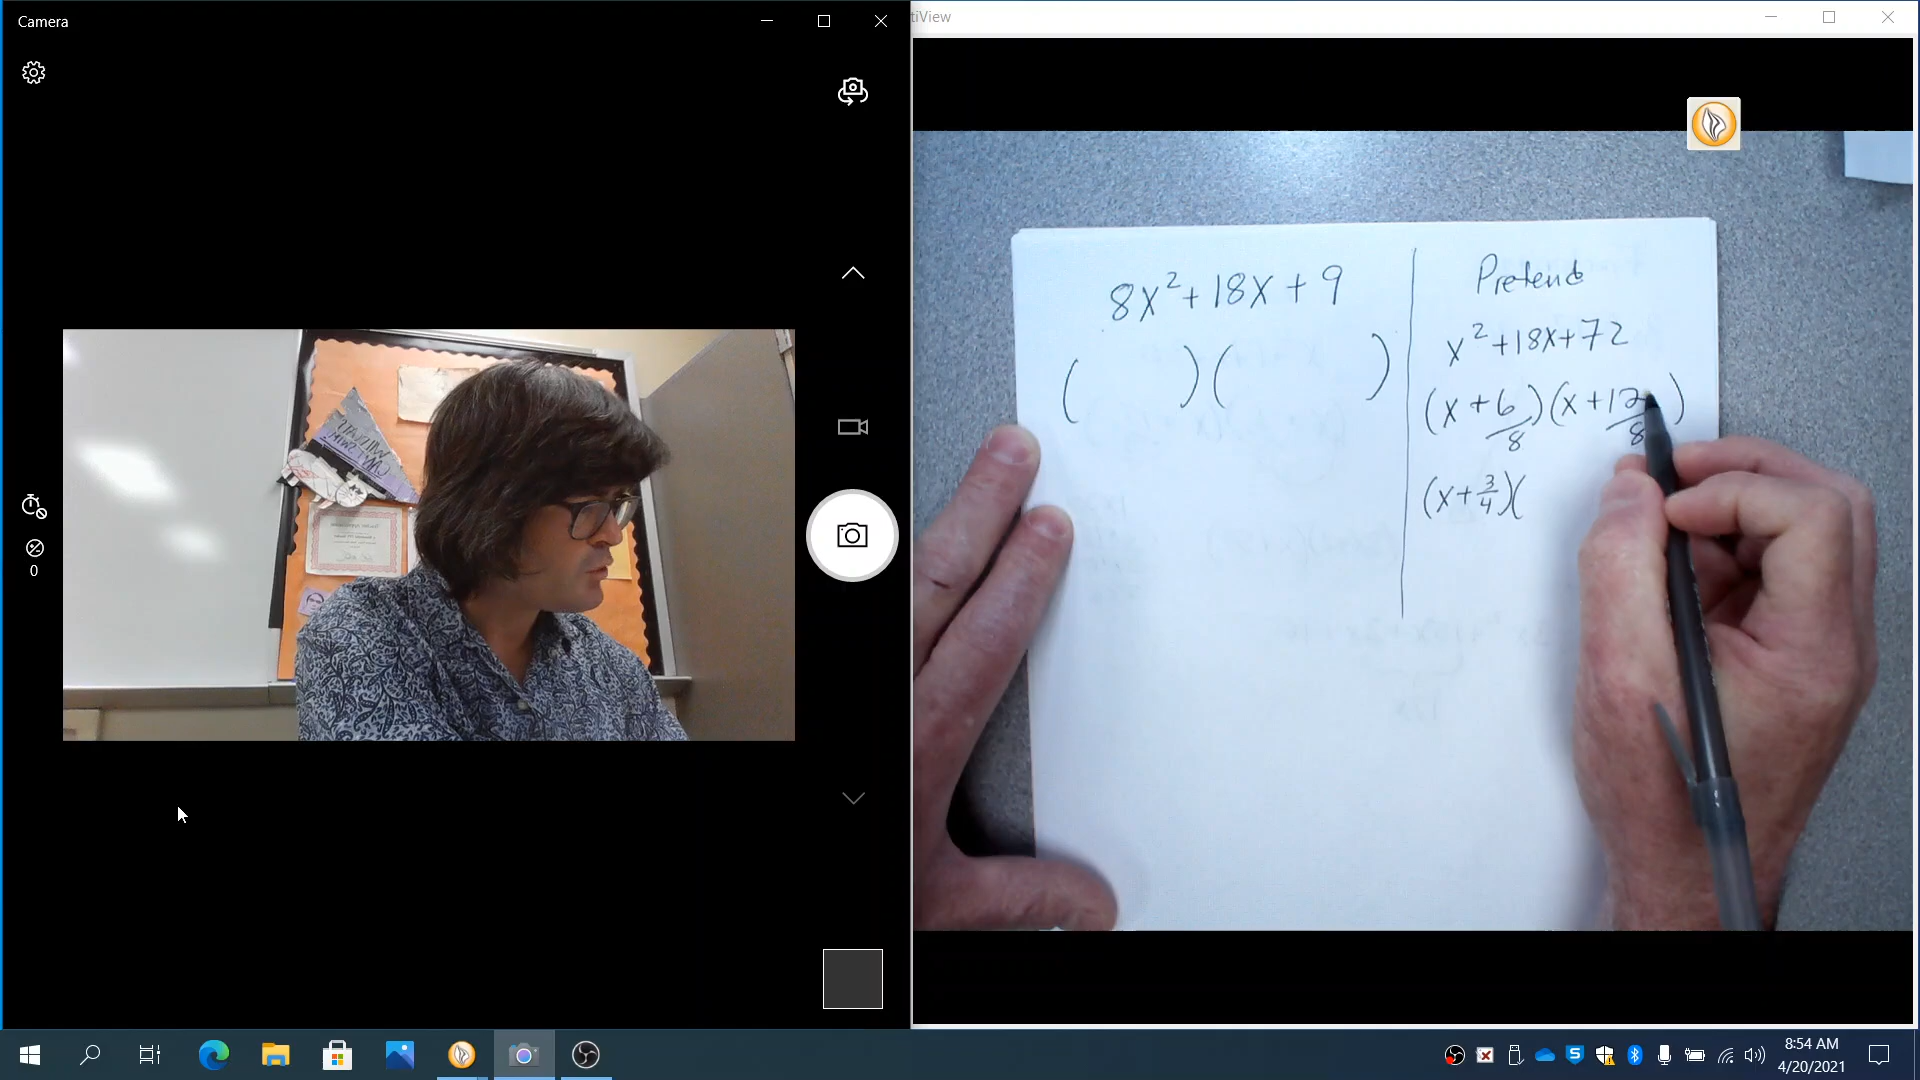 Camera
tiView
0
8x² + 18x + 9
( )( )
Pretend
x² + 18x + 72
(x + 6/8)(x + 12/8)
(x + 3/4)(
8:54 AM
4/20/2021